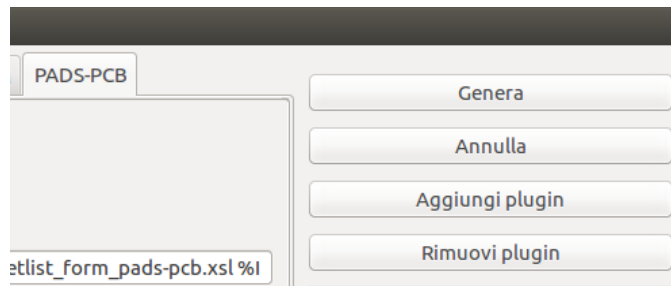 PADS-PCB
Genera
Annulla
Aggiungi plugin
Rimuovi plugin
etlist_form_pads-pcb.xsl %I